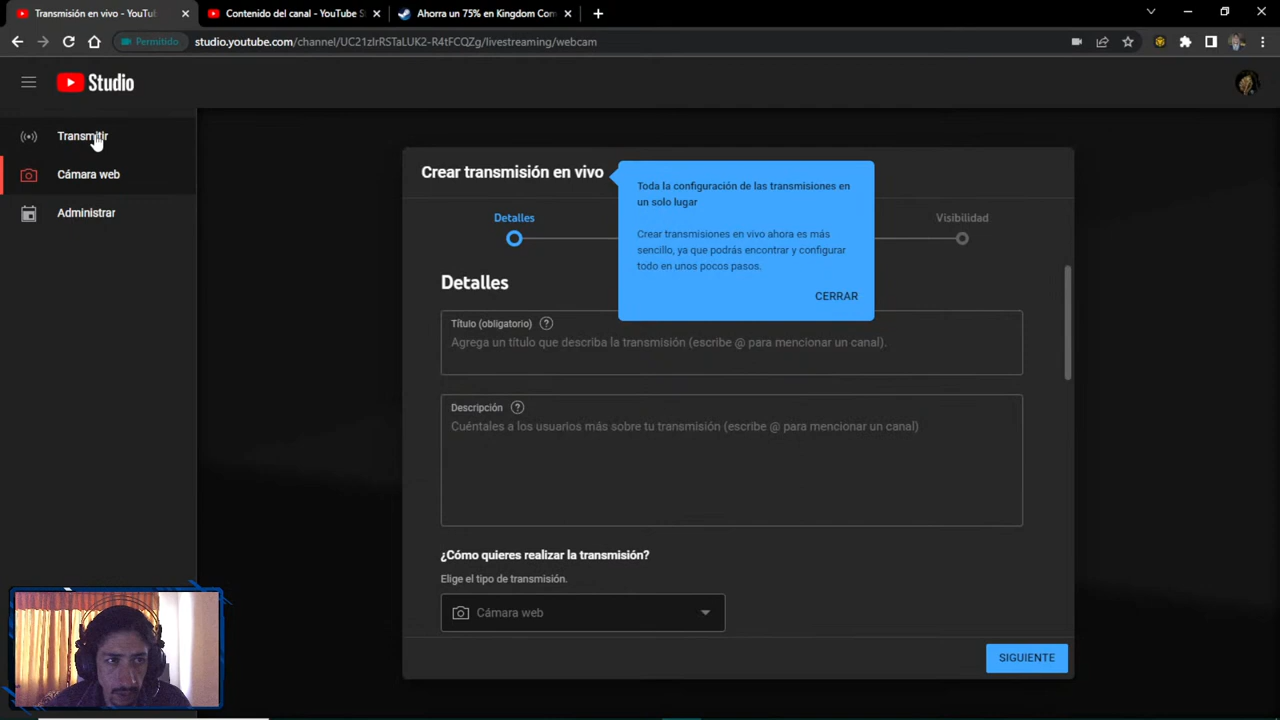 Transmisión en vivo - YouTu
Contenido del canal - YouTube S
Ahorra un 75% en Kingdom Com
Permitido
studio.youtube.com/channel/UC21zIrRSTaLUK2-R4tFCQZg/livestreaming/webcam
Studio
Transmitir
Cámara web
Administrar
Crear transmisión en vivo
Toda la configuración de las transmisiones en
un solo lugar
Crear transmisiones en vivo ahora es más
sencillo, ya que podrás encontrar y configurar
todo en unos pocos pasos.
CERRAR
Detalles
Visibilidad
Detalles
Título (obligatorio)
Agrega un título que describa la transmisión (escribe @ para mencionar un canal).
Descripción
Cuéntales a los usuarios más sobre tu transmisión (escribe @ para mencionar un canal)
¿Cómo quieres realizar la transmisión?
Elige el tipo de transmisión.
Cámara web
SIGUIENTE